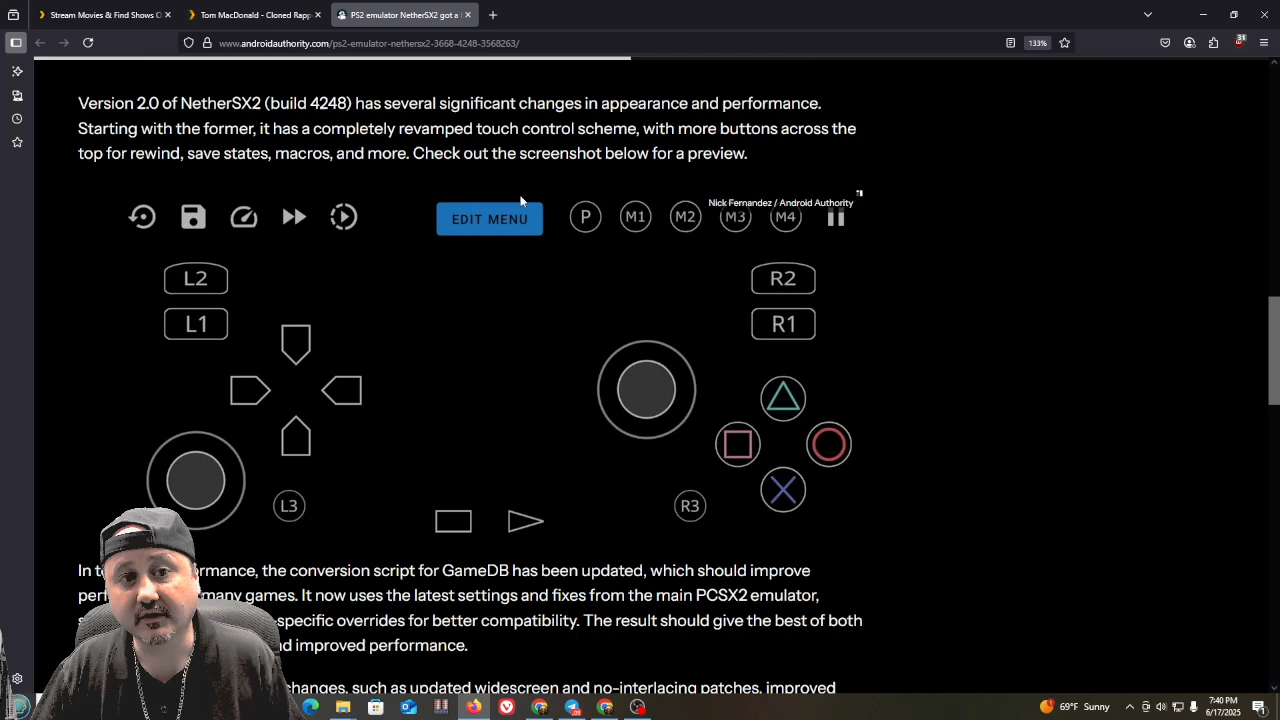 Stream Movies & Find Shows O
Tom MacDonald - Cloned Rapp
PS2 emulator NetherSX2 got a
www.androidauthority.com/ps2-emulator-nethersx2-3668-4248-3568263/
133%
31
Version 2.0 of NetherSX2 (build 4248) has several significant changes in appearance and performance.
Starting with the former, it has a completely revamped touch control scheme, with more buttons across the
top for rewind, save states, macros, and more. Check out the screenshot below for a preview.
Nick Fernandez / Android Authority
EDIT MENU
P
M1
M2
M3
M4
L2
R2
L1
R1
L3
R3
In te rmance, the conversion script for GameDB has been updated, which should improve
perf many games. It now uses the latest settings and fixes from the main PCSX2 emulator,
specific overrides for better compatibility. The result should give the best of both
d improved performance.
changes, such as updated widescreen and no-interlacing patches, improved
69°F Sunny
7:40 PM
6/17/2025